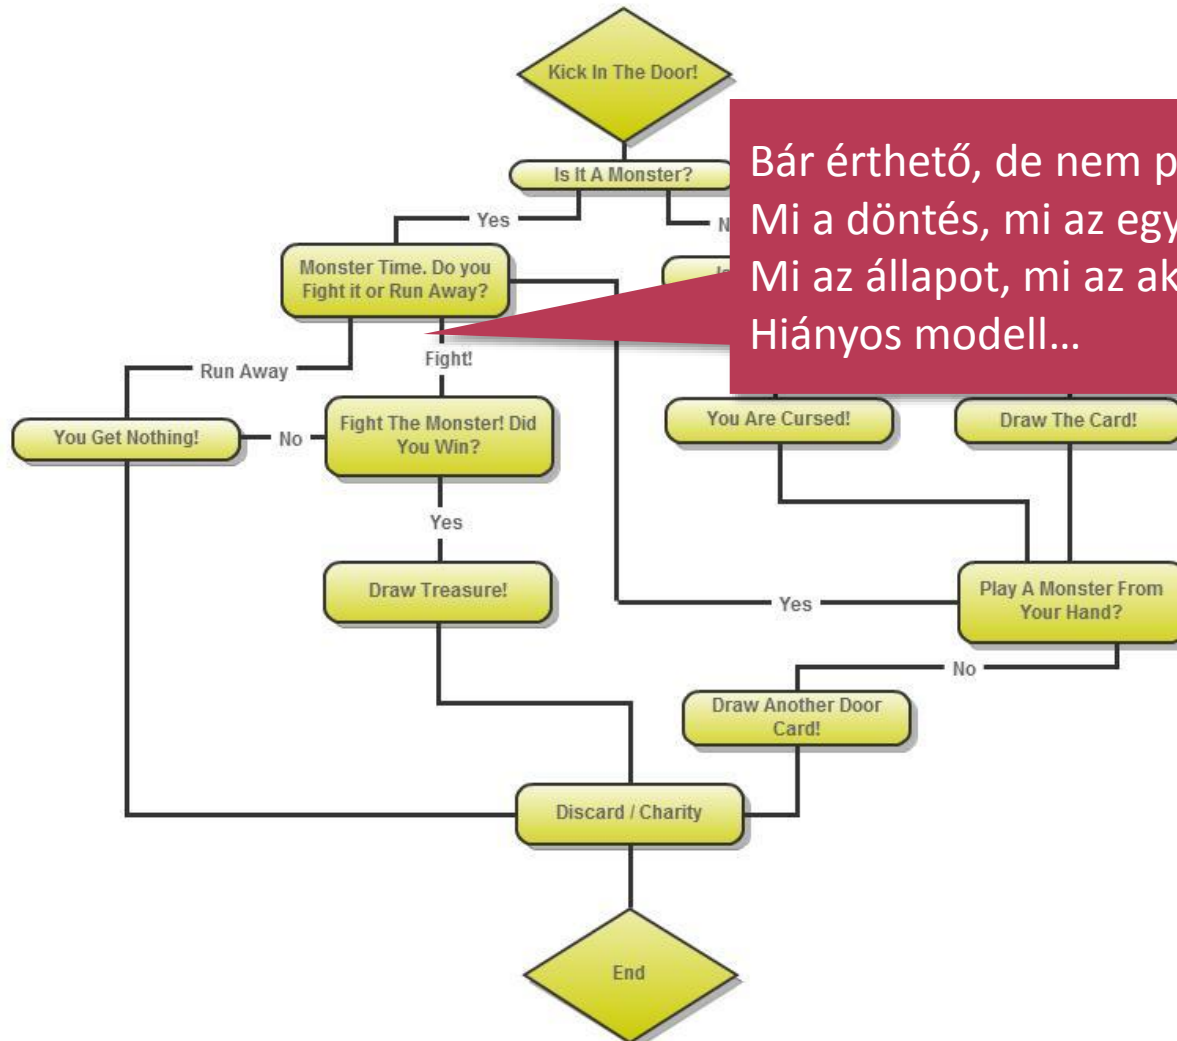 Kick In The Door!
Is It A Monster?
Yes
Bár érthető, de nem
Mi a döntés, mi az
Mi az állapot, mi az
Hiányos modell...
Monster Time. Do you
Fight it or Run Away?
Run Away
Fight!
You Get Nothing!
No
Fight The Monster! Did
You Win?
You Are Cursed!
Draw The Card!
Yes
Draw Treasure!
Yes
Play A Monster From
Your Hand?
No
Draw Another Door
Card!
Discard / Charity
End